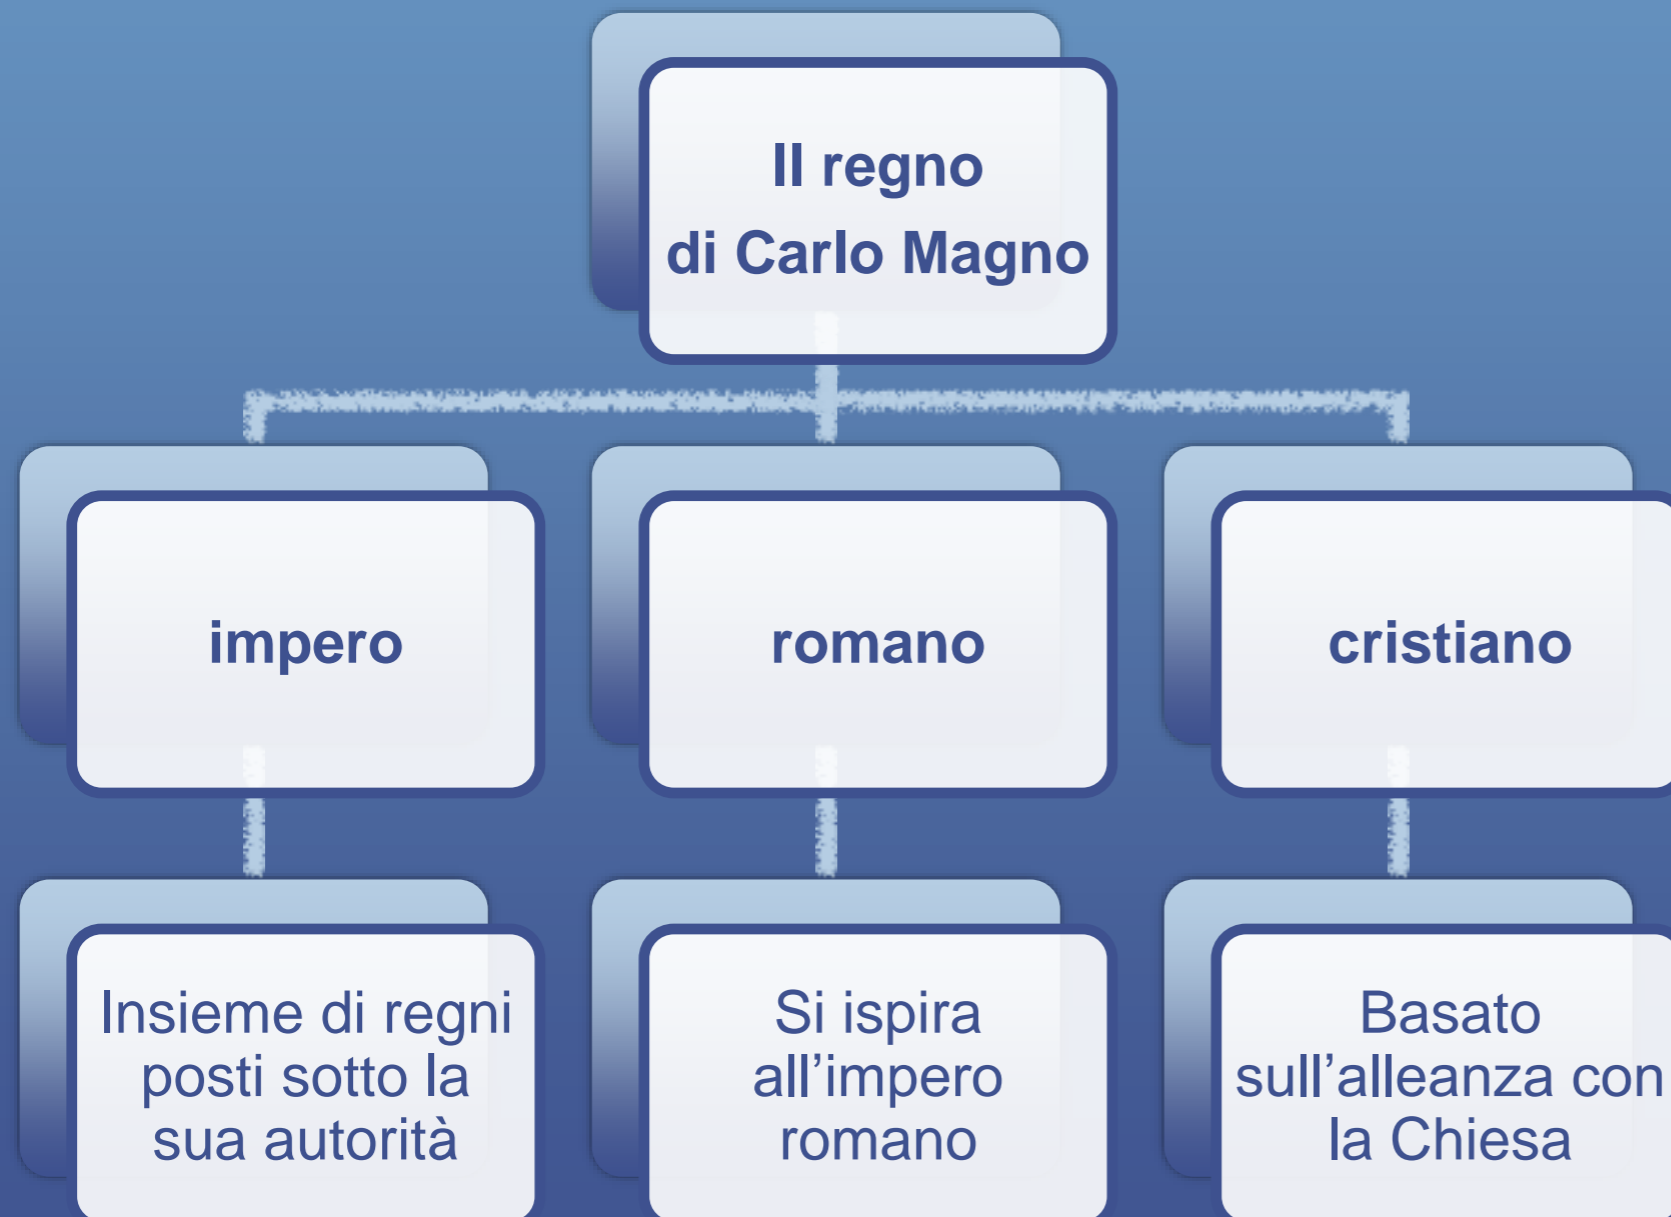 Il regno
di Carlo Magno
impero
romano
cristiano
Insieme di regni
posti sotto la
sua autorità
Si ispira
all’impero
romano
Basato
sull’alleanza con
la Chiesa